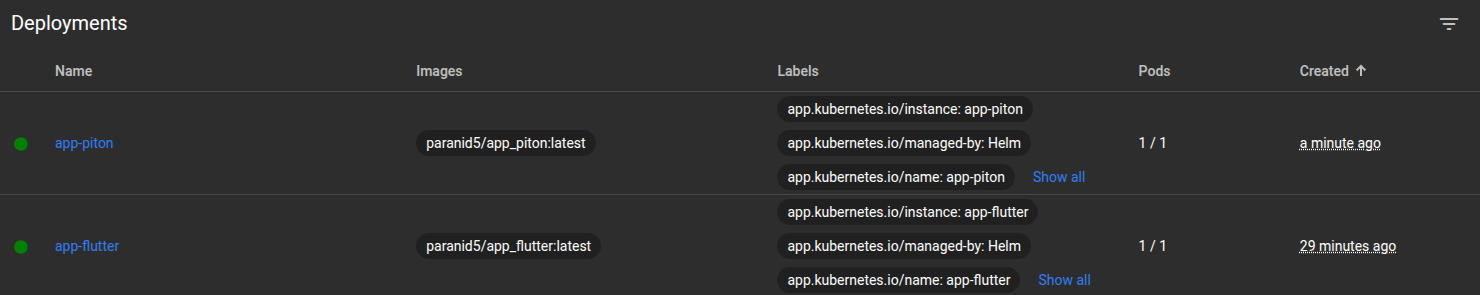 Deployments
Name Images Labels Pods Created
app.kubernetes.io/instance: app-piton
app-piton paranid5/app_piton:latest app.kubernetes.io/managed-by: Helm 1 / 1 a minute ago
app.kubernetes.io/name: app-piton Show all
app.kubernetes.io/instance: app-flutter
app-flutter paranid5/app_flutter:latest app.kubernetes.io/managed-by: Helm 1 / 1 29 minutes ago
app.kubernetes.io/name: app-flutter Show all